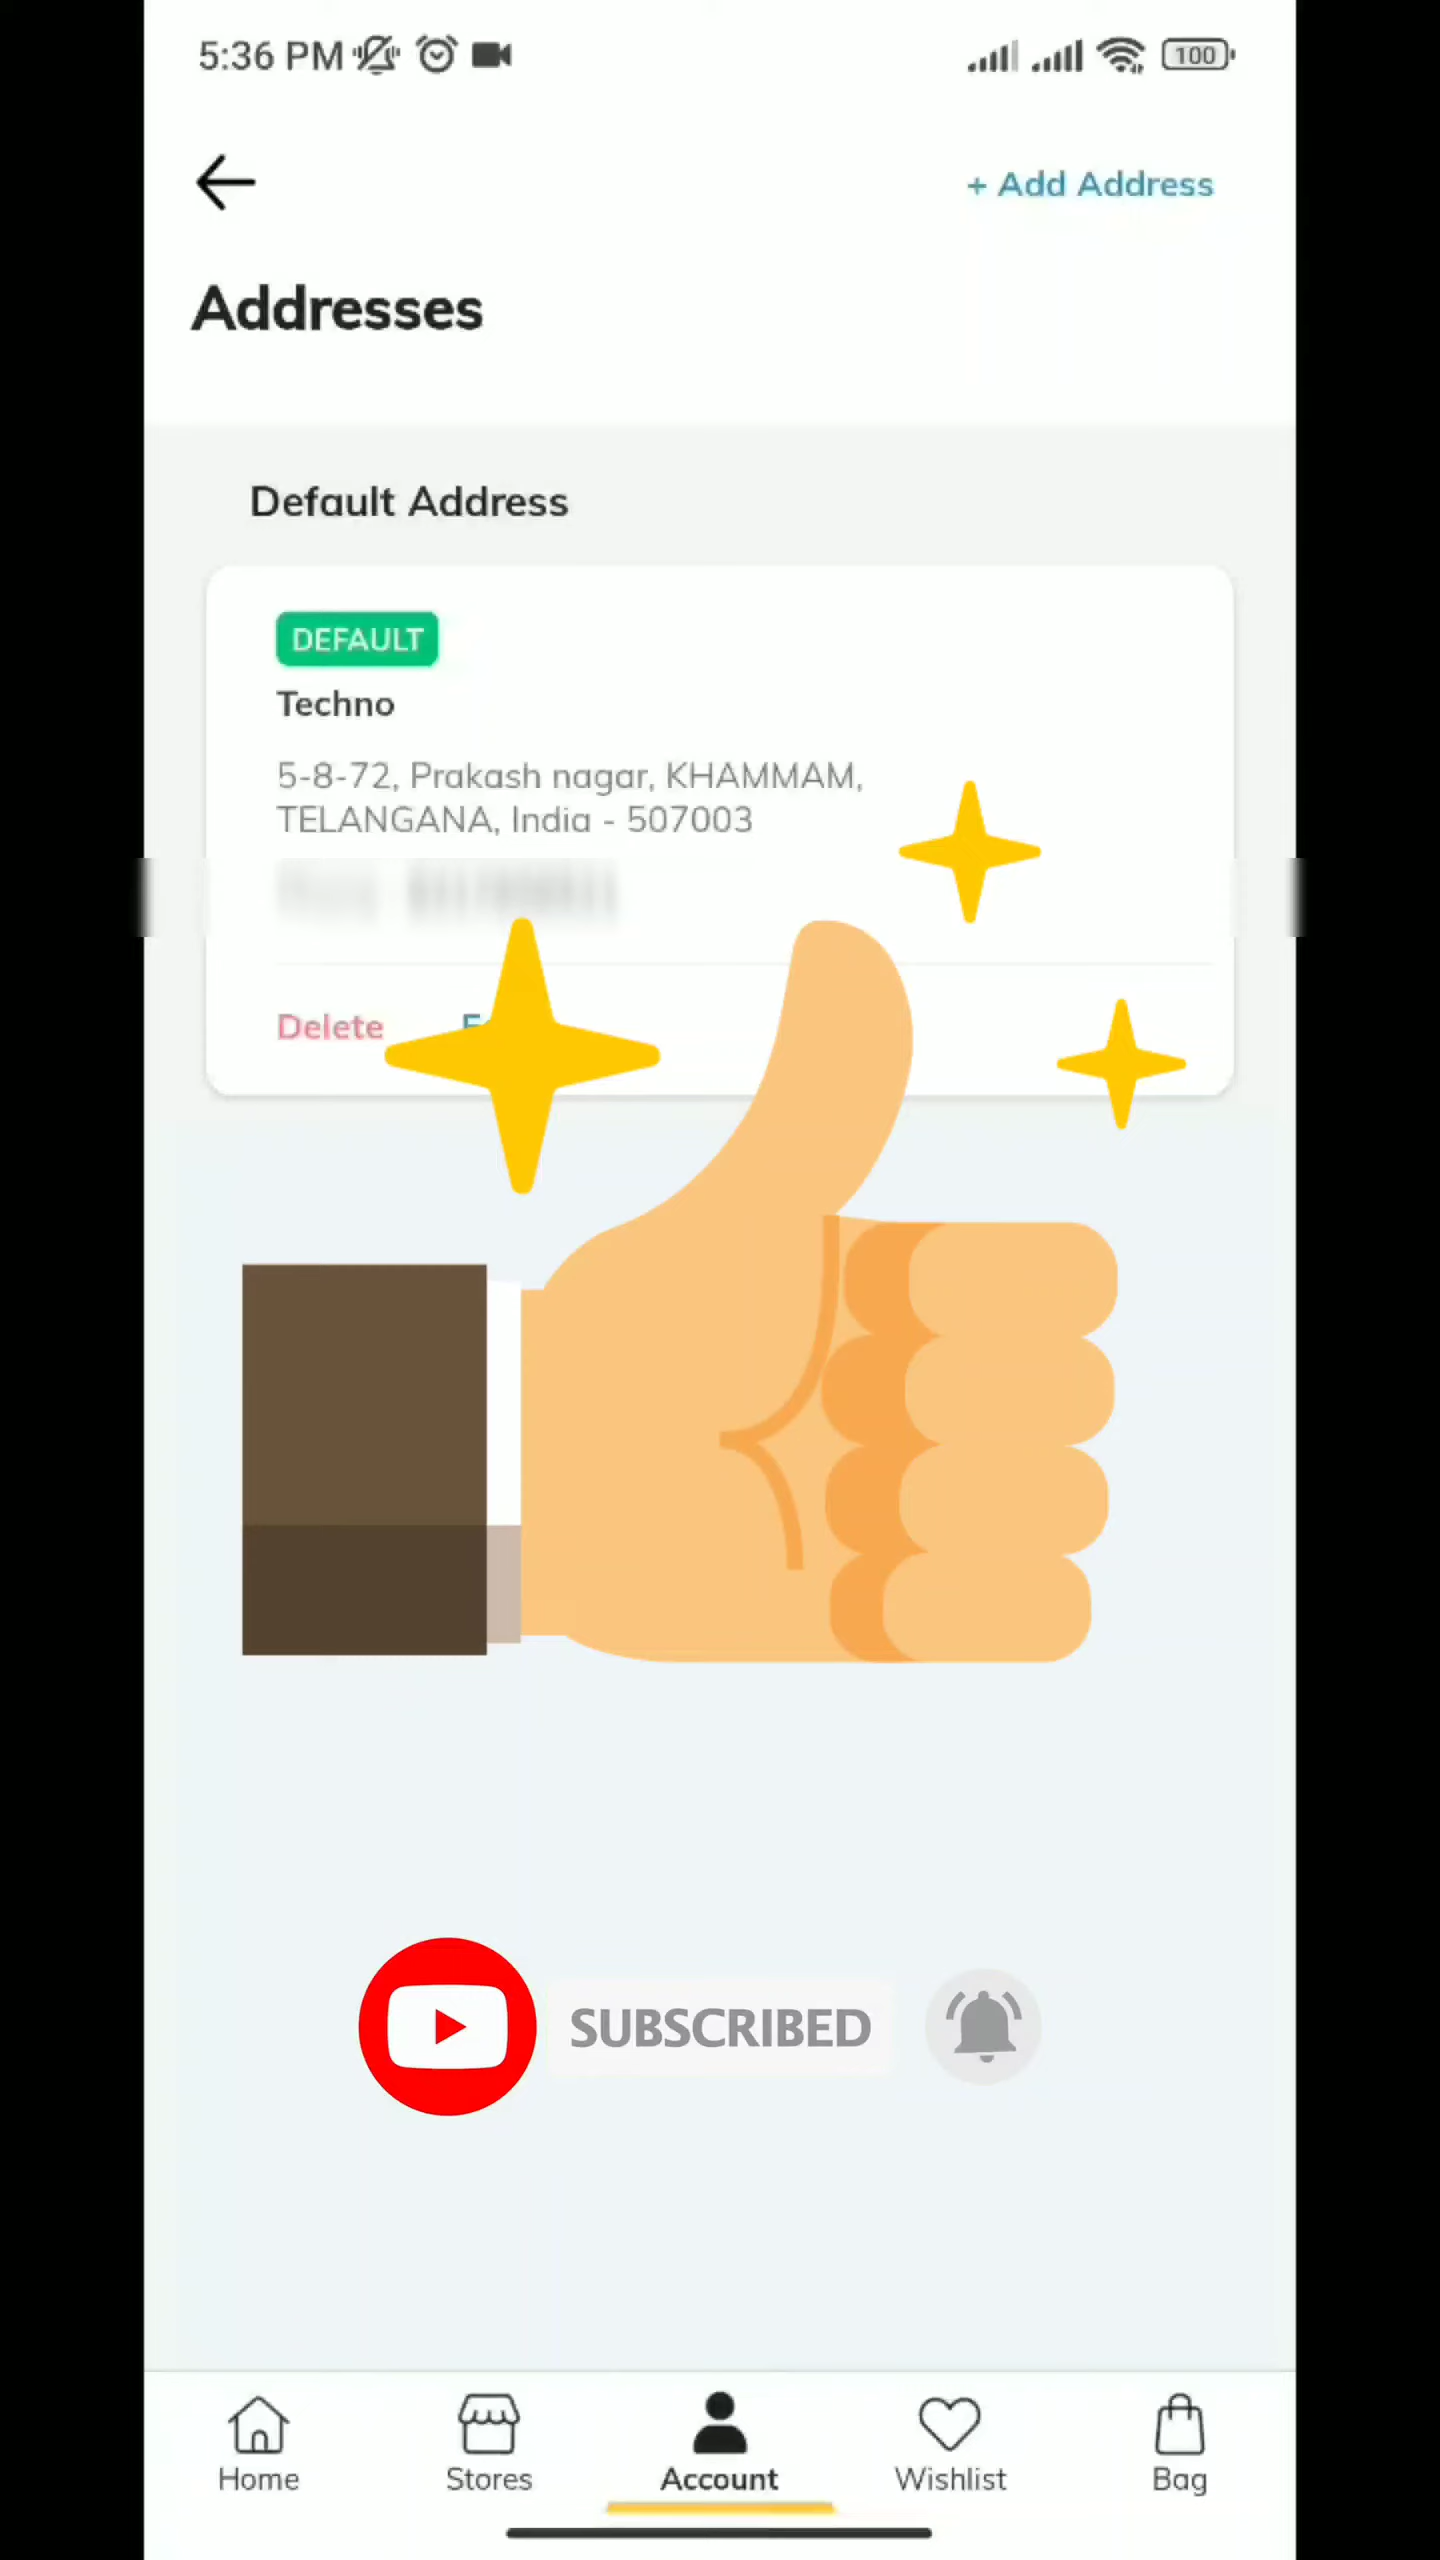 5:36 PM
100
+ Add Address
Addresses
Default Address
DEFAULT
Techno
5-8-72, Prakash nagar, KHAMMAM,
TELANGANA, India - 507003
Delete
SUBSCRIBED
Home
Stores
Account
Wishlist
Bag